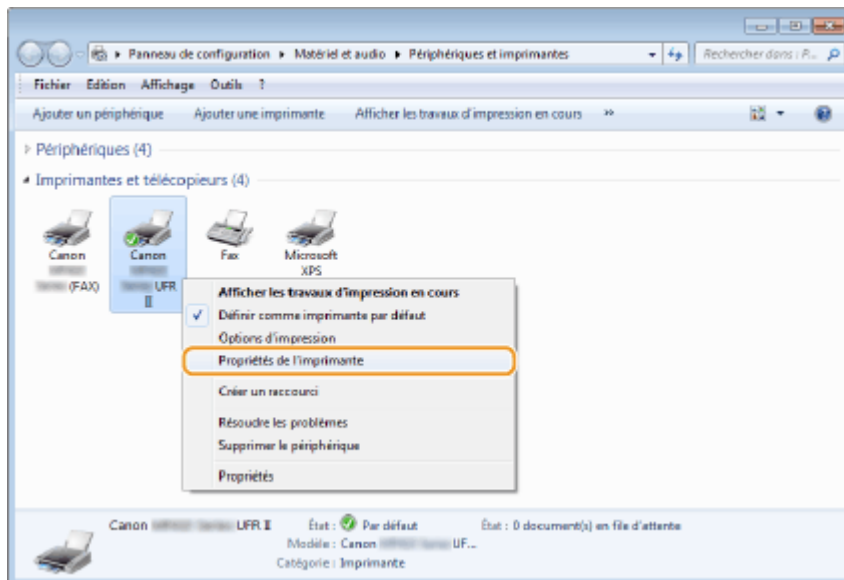 Panneau de configuration ▸ Matériel et audio ▸ Périphériques et imprimantes
Rechercher dans : P...
Fichier Edition Affichage Outils ?
Ajouter un périphérique Ajouter une imprimante Afficher les travaux d'impression en cours »
Périphériques (4)
Imprimantes et télécopieurs (4)
Canon
(FAX)
Canon
UFR
II
Fax
Microsoft
XPS
Afficher les travaux d'impression en cours
Définir comme imprimante par défaut
Options d'impression
Propriétés de l'imprimante
Créer un raccourci
Résoudre les problèmes
Supprimer le périphérique
Propriétés
Canon UFR II État : Par défaut État : 0 document(s) en file d'attente
Modèle : Canon UF...
Catégorie : Imprimante